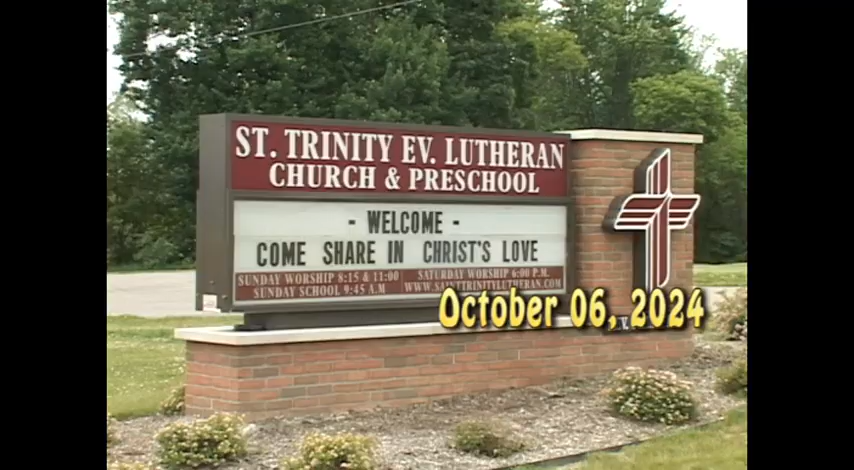 ST. TRINITY EV. LUTHERAN
CHURCH & PRESCHOOL
- WELCOME -
COME SHARE IN CHRIST'S LOVE
SUNDAY WORSHIP 8:15 & 11:00
SUNDAY SCHOOL 9:45 A.M
SATURDAY WORSHIP 6:00 P.M.
WWW.SAINTTRINITYLUTHERAN.COM
October 06, 2024